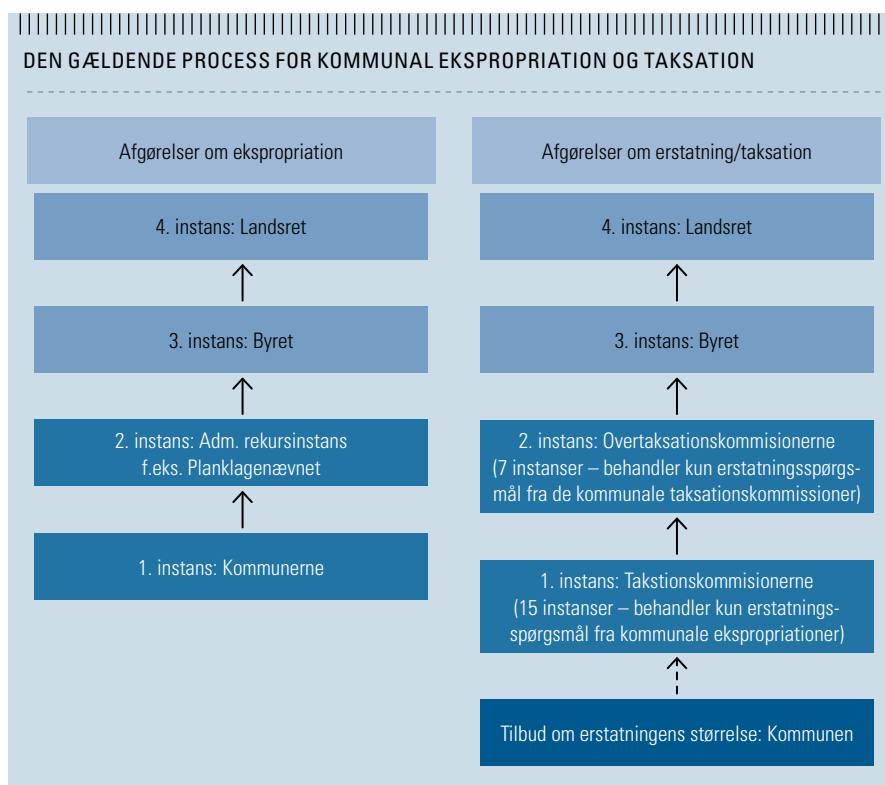 DEN GÆLDENDE PROCESS FOR KOMMUNAL EKSPROPRIATION OG TAKSATION
Afgørelser om ekspropriation
4. instans: Landsret
3. instans: Byret
2. instans: Adm. rekursinstans
f.eks. Planklagenævnet
1. instans: Kommunerne
Afgørelser om erstatning/taksation
4. instans: Landsret
3. instans: Byret
2. instans: Overtaksationskommisionerne
(7 instanser – behandler kun erstatningsspørgs-
mål fra de kommunale taksationskommissioner)
1. instans: Takstionskommisionerne
(15 instanser – behandler kun erstatnings-
spørgsmål fra kommunale ekspropriationer)
Tilbud om erstatningens størrelse: Kommunen